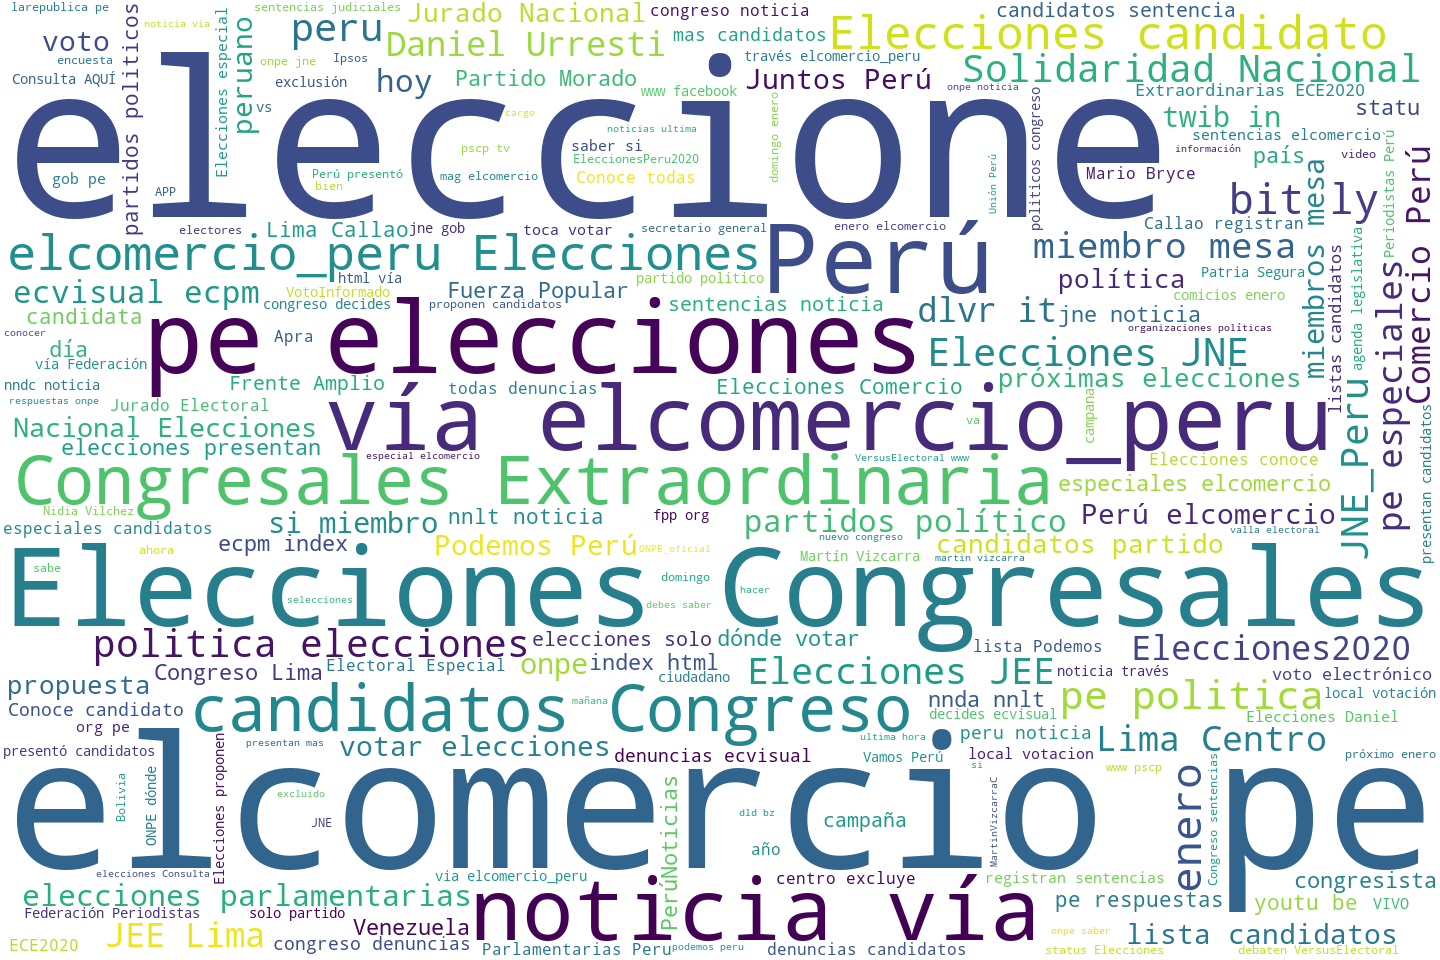 larepublica pe
noticia via
sentencias judiciales
Jurado Nacional
congreso noticia
candidatos sentencia
voto
encuesta
Consulta AQUÍ
partidos politicos
Elecciones especial
peruano
peru
onpe jne
Ipsos
exclusión
vs
hoy
Daniel Urresti
mas candidatos
Partido Morado
www facebook
través elcomercio_peru
Juntos Perú
Elecciones candidato
Solidaridad Nacional
onpe noticia
Extraordinarias ECE2020
statu
twib in
sentencias elcomercio
eleccione
cargo
noticias ultima
saber si
pscp tv
EleccionesPeru2020
domingo enero
politicos congreso
información
video
país
Periodistas Perú
Comercio Perú
gob pe
APP
Perú presentó
bien
mag elcomercio
Conoce todas
Unión Perú
Mario Bryce
bit ly
miembros mesa
electores
Lima Callao
jne gob
toca votar
secretario general
enero elcomercio
Callao registran
elcomercio_peru Elecciones
Perú
miembro mesa
agenda legislativa
html vía
partido político
política
Patria Segura
ecvisual ecpm
VotoInformado
Fuerza Popular
congreso decides
proponen candidatos
sentencias noticia
dlvr it
jne noticia
comicios enero
listas candidatos
pe especiales
candidata
conocer
Apra
pe elecciones
organizaciones políticas
día
vía Federación
Elecciones JNE
nndc noticia
Frente Amplio
todas denuncias
Elecciones Comercio
próximas elecciones
JNE_Peru
respuestas onpe
Jurado Electoral
vía elcomercio_peru
va
campana
presentan candidatos
Nacional Elecciones
elecciones presentan
especial elcomercio
VersusElectoral www
Elecciones conoce
Congresales Extraordinaria
especiales elcomercio
Nidia Vilchez
especiales candidatos
si miembro
nnlt noticia
fpp org
partidos político
Perú elcomercio
valla electoral
ahora
ecpm index
Podemos Perú
ONPE_oficial
nuevo congreso
Martín Vizcarra
martin vizcarra
candidatos partido
sabe
Elecciones Congresales
domingo
hacer
selecciones
debes saber
politica elecciones
elecciones solo
dónde votar
lista Podemos
Elecciones2020
Congreso Lima
Electoral Especial
onpe
index html
ciudadano
Elecciones JEE
noticia través
voto electrónico
propuesta
Conoce candidato
org pe
candidatos
mañana
Congreso
nnda nnlt
decides ecvisual
pe politica
local votación
Elecciones Daniel
presentó candidatos
presentan mas
votar elecciones
denuncias ecvisual
ultima hora
Vamos Perú
peru noticia
local votacion
si
Lima Centro
www pscp
próximo enero
elcomercio pe
Bolivia
ONPE dónde
Elecciones proponen
excluido
JNE
PerúNoticias
dld bz
campaña
año
MartinVizcarraC
enero
Congreso sentencias
elecciones Consulta
via elcomercio_peru
centro excluye
registran sentencias
congresista
elecciones parlamentarias
Federación Periodistas
solo partido
Venezuela
noticia vía
pe respuestas
youtu be
VIVO
ECE2020
JEE Lima
congreso denuncias
Parlamentarias Peru
podemos peru
denuncias candidatos
onpe saber
status Elecciones
lista candidatos
debaten VersusElectoral